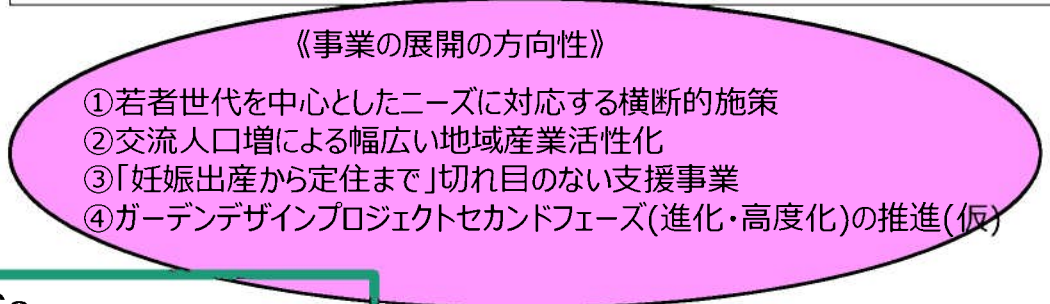 《事業の展開の方向性》
①若者世代を中心としたニーズに対応する横断的施策
②交流人口増による幅広い地域産業活性化
③「妊娠出産から定住まで」切れ目のない支援事業
④ガーデンデザインプロジェクトセカンドフェーズ(進化・高度化)の推進(仮)